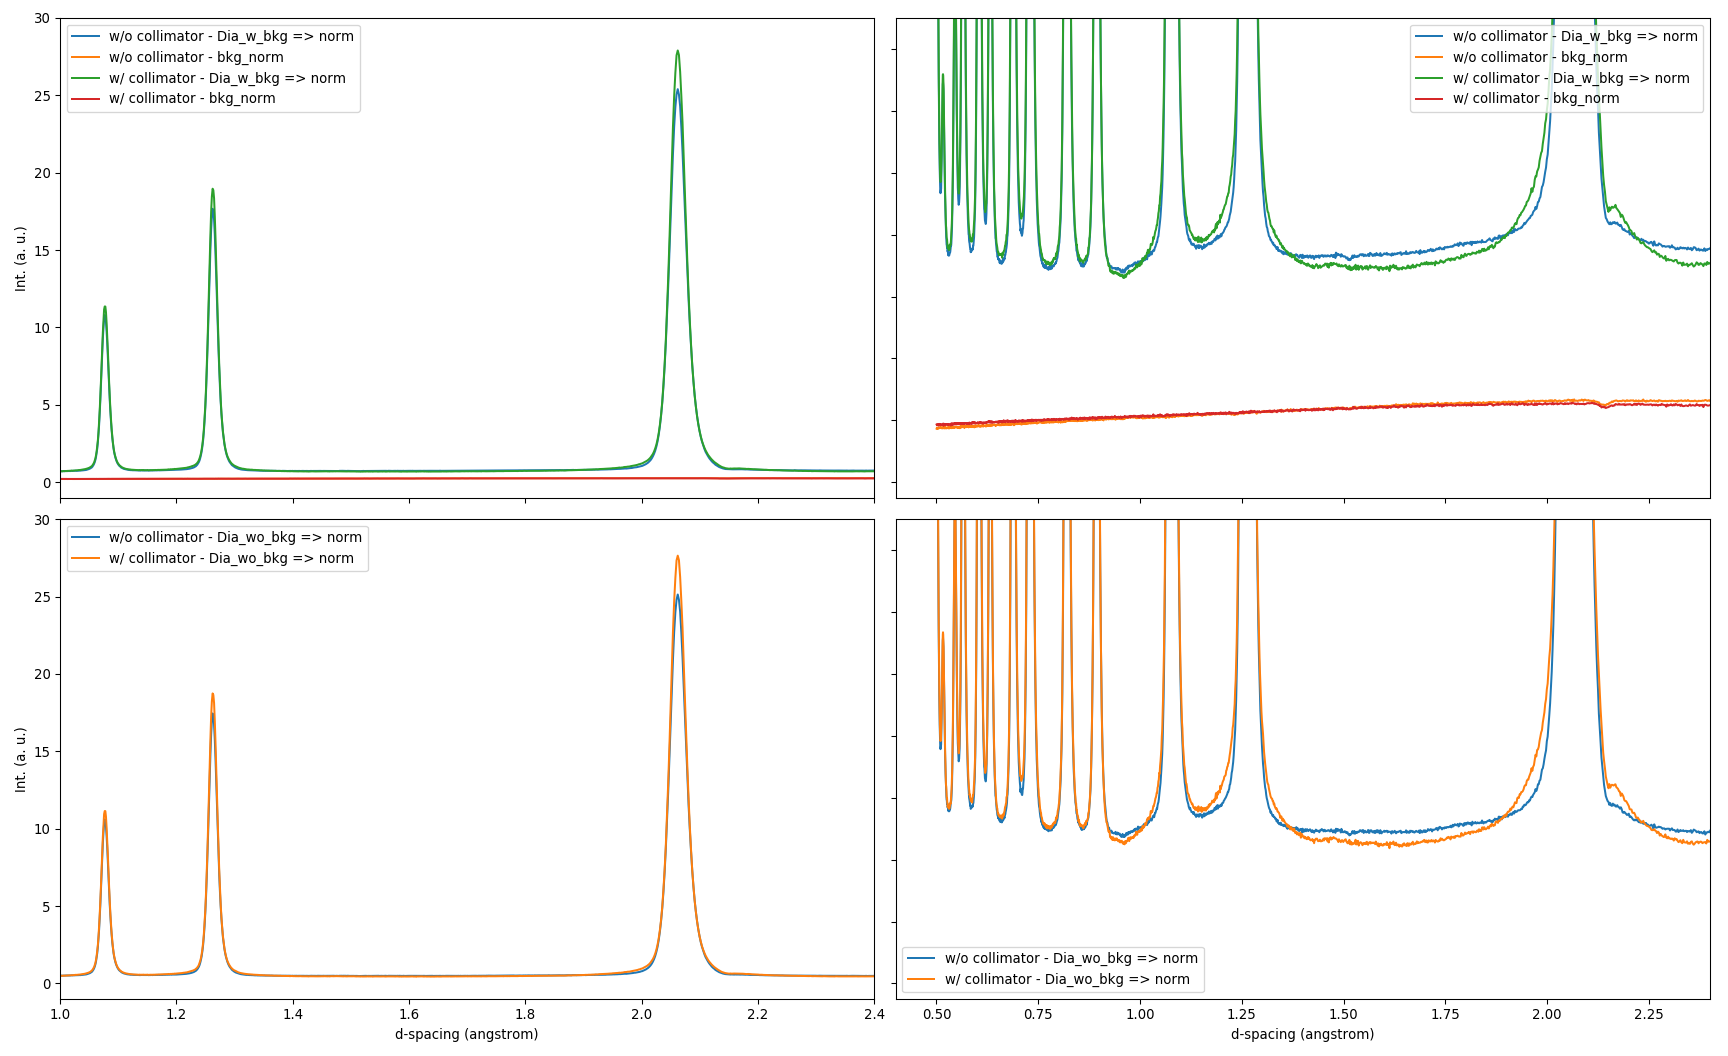 30
25
20
15
10
5
0
Int. (a. u.)
w/o collimator - Dia_w_bkg => norm
w/o collimator - bkg_norm
w/ collimator - Dia_w_bkg => norm
w/ collimator - bkg_norm
w/o collimator - Dia_w_bkg => norm
w/o collimator - bkg_norm
w/ collimator - Dia_w_bkg => norm
w/ collimator - bkg_norm
30
25
20
15
10
5
0
Int. (a. u.)
w/o collimator - Dia_wo_bkg => norm
w/ collimator - Dia_wo_bkg => norm
1.0 1.2 1.4 1.6 1.8 2.0 2.2 2.4
d-spacing (angstrom)
w/o collimator - Dia_wo_bkg => norm
w/ collimator - Dia_wo_bkg => norm
0.50 0.75 1.00 1.25 1.50 1.75 2.00 2.25
d-spacing (angstrom)